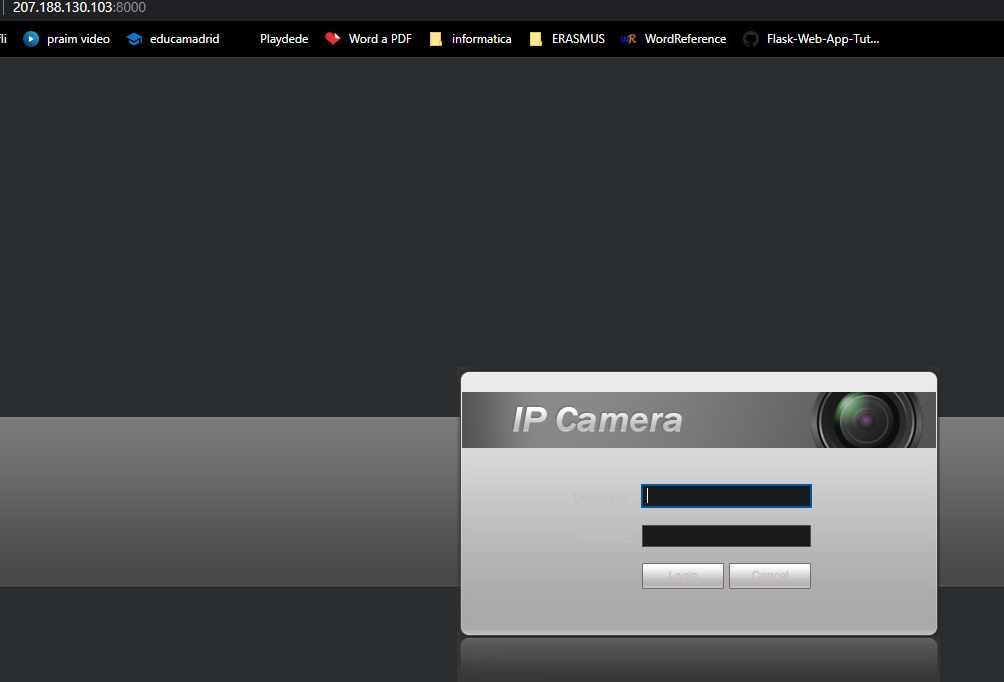 207.188.130.103:8000
fli praim video educamadrid Playdede Word a PDF informatica ERASMUS WordReference Flask-Web-App-Tut...
IP Camera
Username
Password
Login Cancel